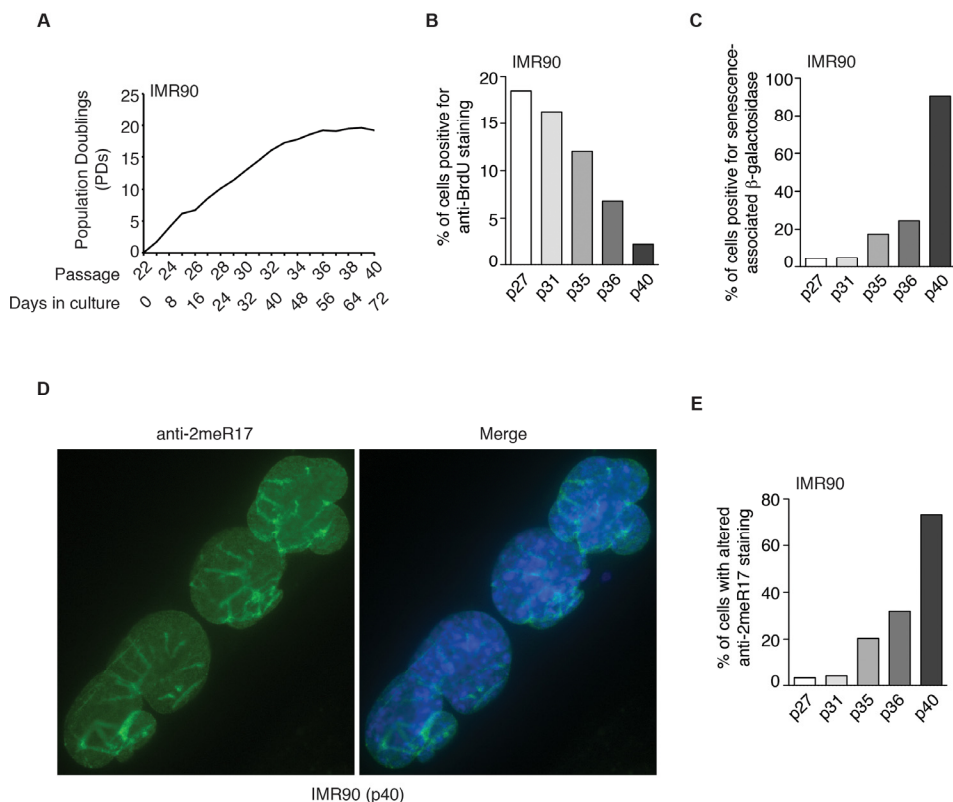 A
IMR90
Population Doublings
(PDs)
25
20
15
10
5
0
Passage
22 24 26 28 30 32 34 36 38 40
Days in culture
0 8 16 24 32 40 48 56 64 72
B
IMR90
% of cells positive for
anti-BrdU staining
20
15
10
5
0
p27 p31 p35 p36 p40
C
IMR90
% of cells positive for senescence-
associated β-galactosidase
100
80
60
40
20
0
p27 p31 p35 p36 p40
D
anti-2meR17
Merge
IMR90 (p40)
E
IMR90
% of cells with altered
anti-2meR17 staining
80
60
40
20
0
p27 p31 p35 p36 p40